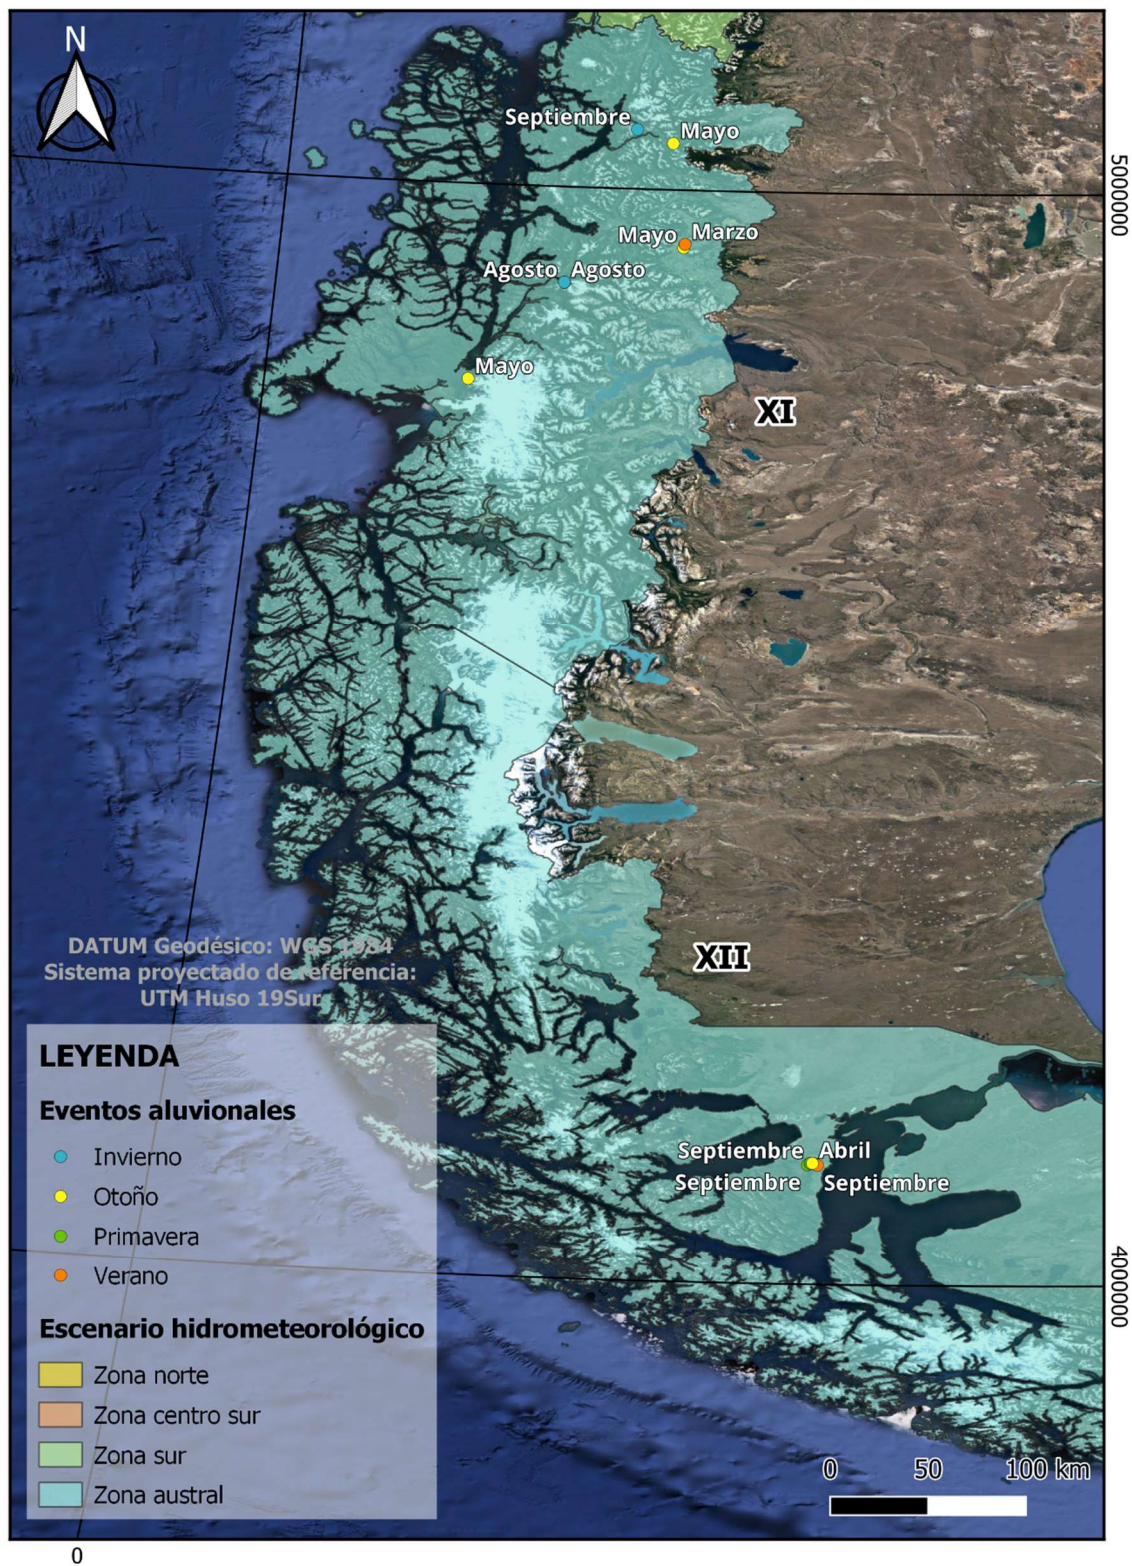 N
Septiembre
Mayo
5000000
Mayo Marzo
Agosto Agosto
Mayo
XI
DATUM Geodésico: WGS 1984
Sistema proyectado de referencia:
UTM Huso 19Sur
XII
LEYENDA
Eventos aluvionales
Invierno
Otoño
Primavera
Verano
Escenario hidrometeorológico
Zona norte
Zona centro sur
Zona sur
Zona austral
Septiembre Abril
Septiembre Septiembre
4000000
0 50 100 km
0